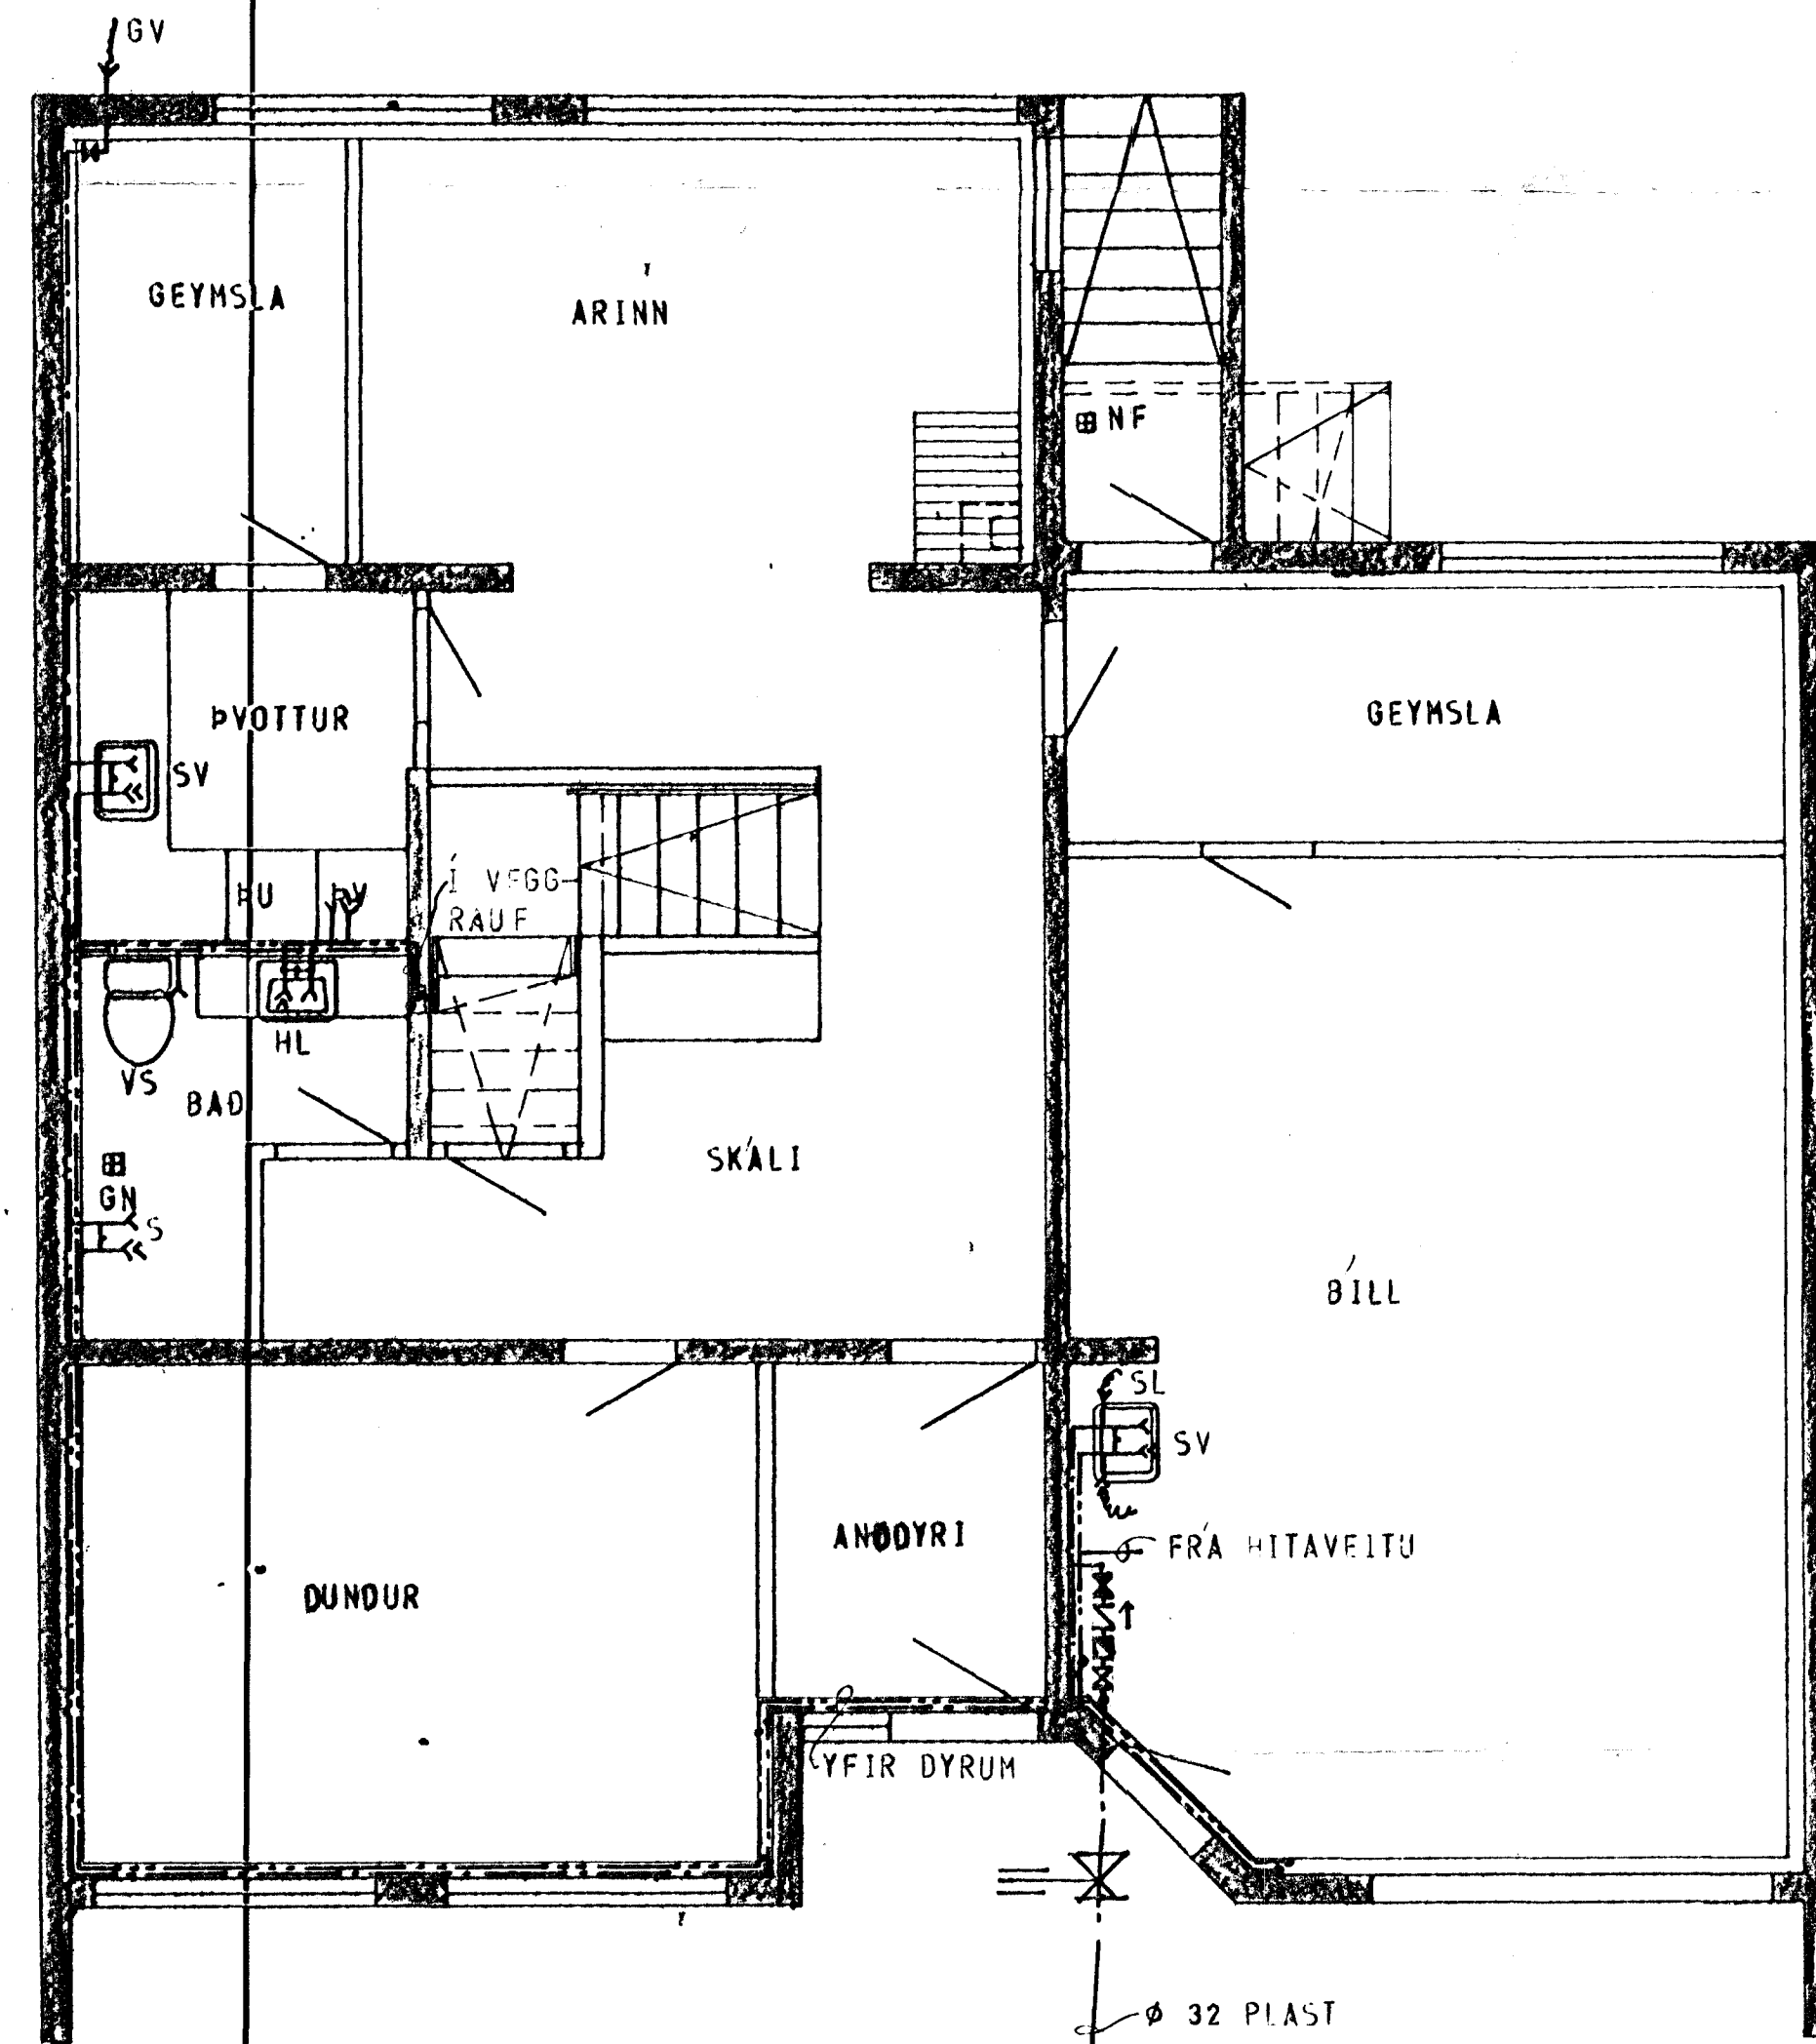 GV
GEYMSLA
ARINN
NF
ÞVOTTUR
GEYMSLA
SV
ÞU
ÞV
Í VEGG
RAUF
HL
VS
BAÐ
SKÁLI
GN
S
BÍLL
SL
SV
ANDDYRI
FRÁ HITAVEITU
DUNDUR
YFIR DYRUM
Ø 32 PLAST